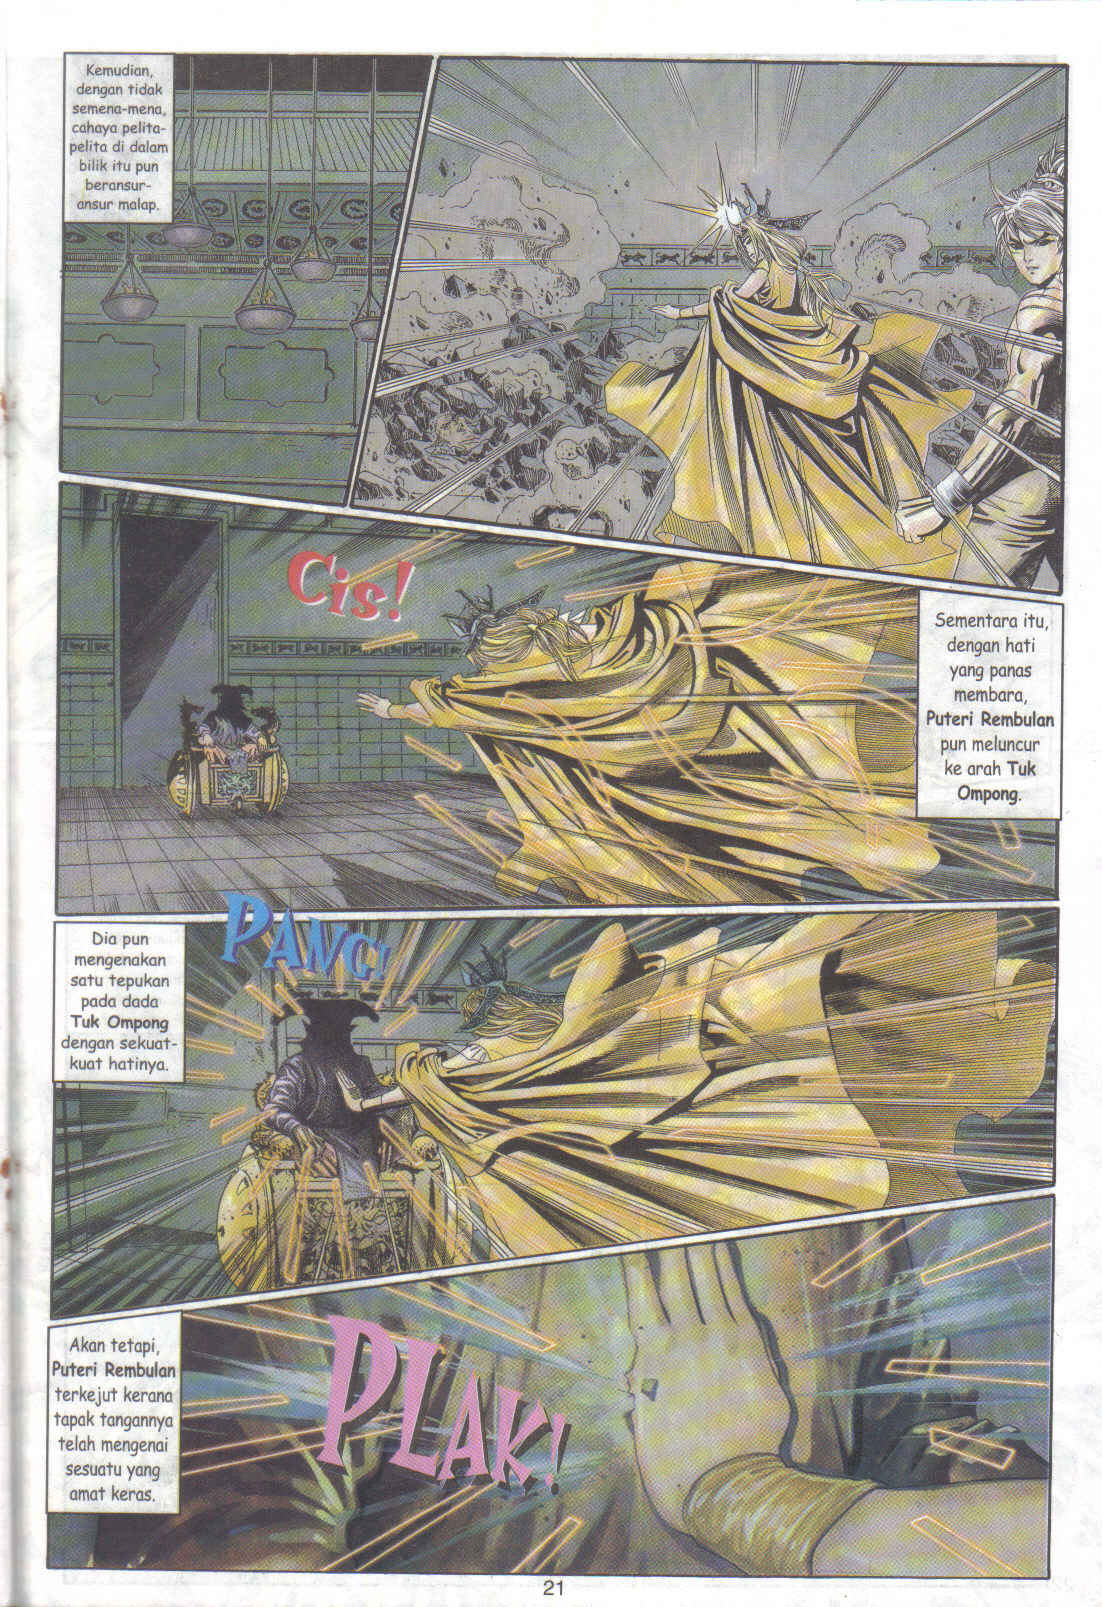 Kemudian,
dengan tidak
semena-mena,
cahaya pelita-
pelita di dalam
bilik itu pun
beransur-
ansur malap.
Cis!
Sementara itu,
dengan hati
yang panas
membara,
Puteri Rembulan
pun meluncur
ke arah Tuk
Ompong.
PANG!
Dia pun
mengenakan
satu tepukan
pada dada
Tuk Ompong
dengan sekuat-
kuat hatinya.
Akan tetapi,
Puteri Rembulan
terkejut kerana
tapak tangannya
telah mengenai
sesuatu yang
amat keras.
PLAK!
21